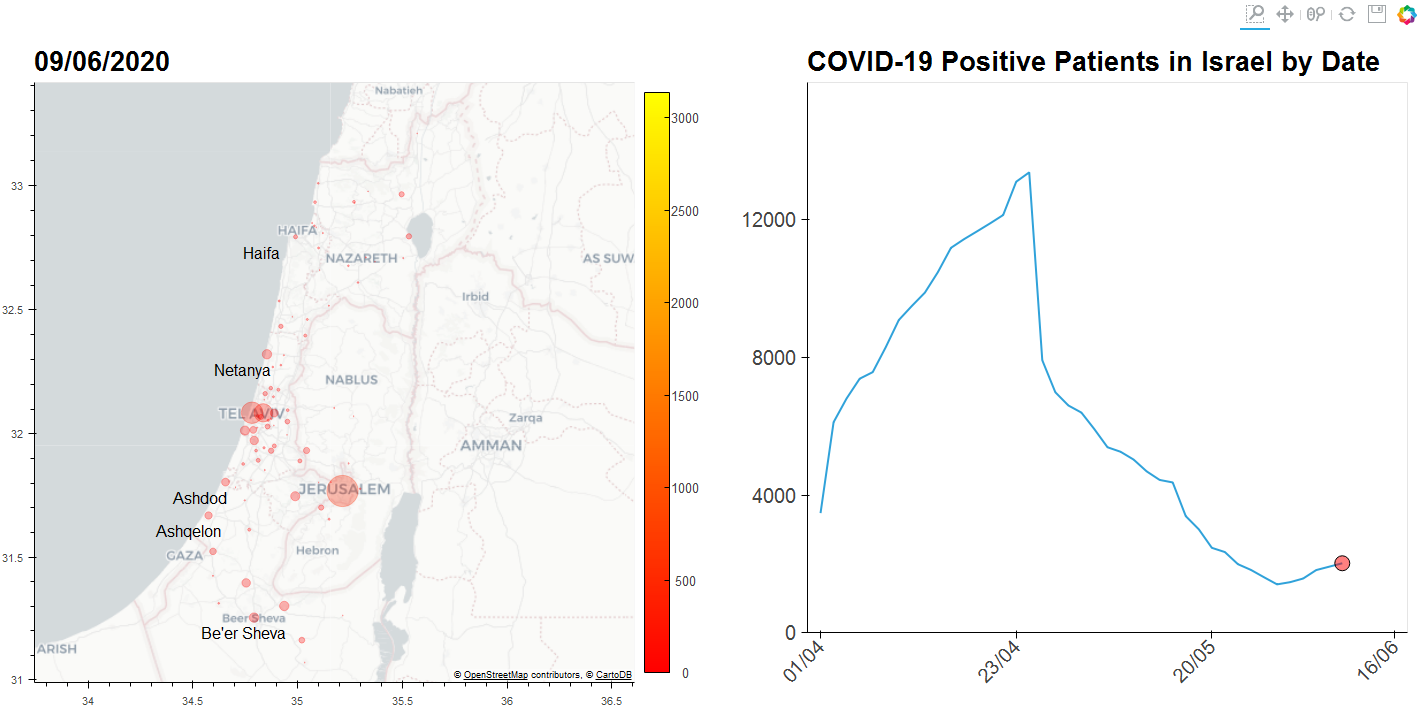 09/06/2020
COVID-19 Positive Patients in Israel by Date
Nabatieh
33
HAIFA
Haifa
NAZARETH
AS SUW
Irbid
32.5
Netanya
NABLUS
TEL AVIV
Zarqa
32
AMMAN
JERUSALEM
Ashdod
Ashqelon
GAZA
Hebron
31.5
Beer Sheva
Be'er Sheva
ARISH
© OpenStreetMap contributors, © CartoDB
31
34
34.5
35
35.5
36
36.5
3000
2500
2000
1500
1000
500
0
12000
8000
4000
0
01/04
23/04
20/05
16/06